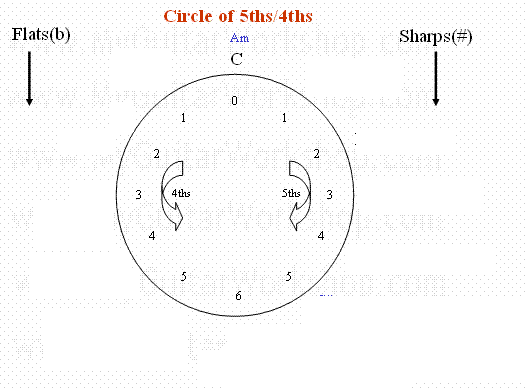 Circle of 5ths/4ths
Flats(b)
Am
Sharps(#)
C
0
1 1
2 2
3 4ths 5ths 3
4 4
5 5
6